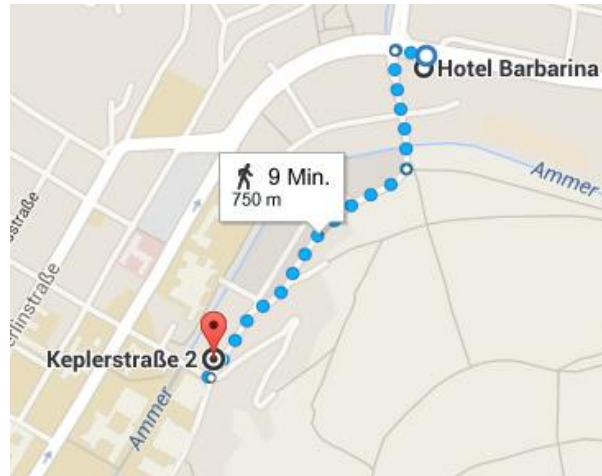 Hotel Barbarina
Ammer
9 Min.
750 m
Keplerstraße 2
Ammer